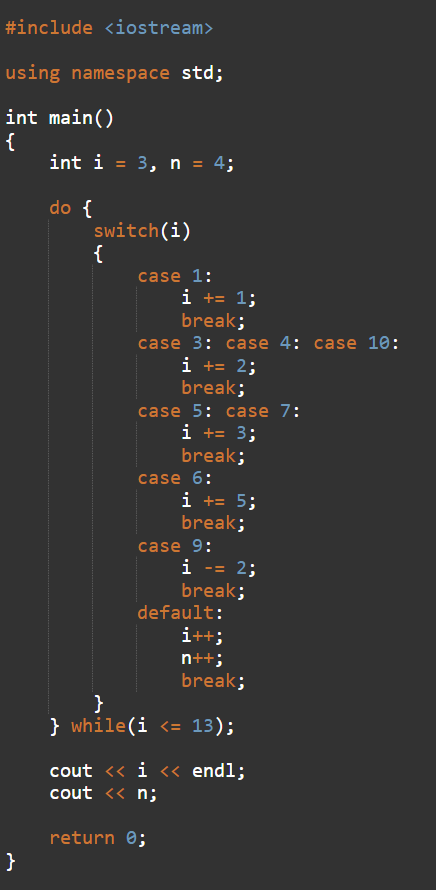 #include <iostream>

using namespace std;

int main()
{
    int i = 3, n = 4;

    do {
        switch(i)
        {
            case 1:
                i += 1;
                break;
            case 3: case 4: case 10:
                i += 2;
                break;
            case 5: case 7:
                i += 3;
                break;
            case 6:
                i += 5;
                break;
            case 9:
                i -= 2;
                break;
            default:
                i++;
                n++;
                break;
        }
    } while(i <= 13);

    cout << i << endl;
    cout << n;

    return 0;
}